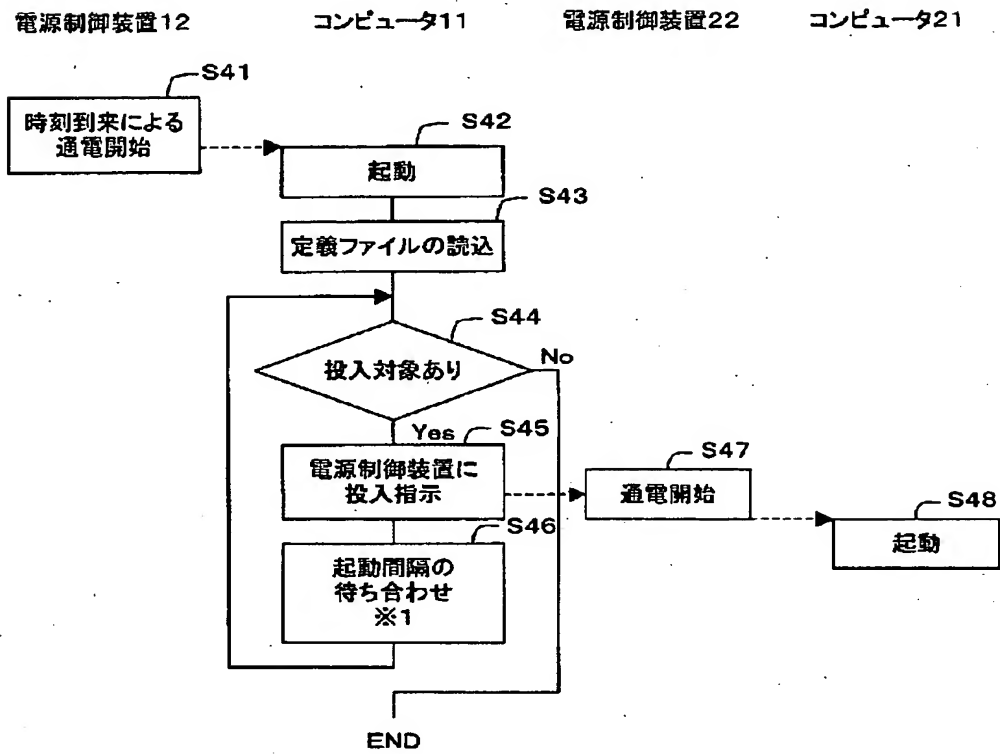 電源制御装置12 コンピュータ11 電源制御装置22 コンピュータ21
S41
時刻到来による
通電開始
S42
起動
S43
定義ファイルの読込
S44
投入対象あり
No
Yes
S45
電源制御装置に
投入指示
S47
通電開始
S48
起動
S46
起動間隔の
待ち合わせ
※1
END